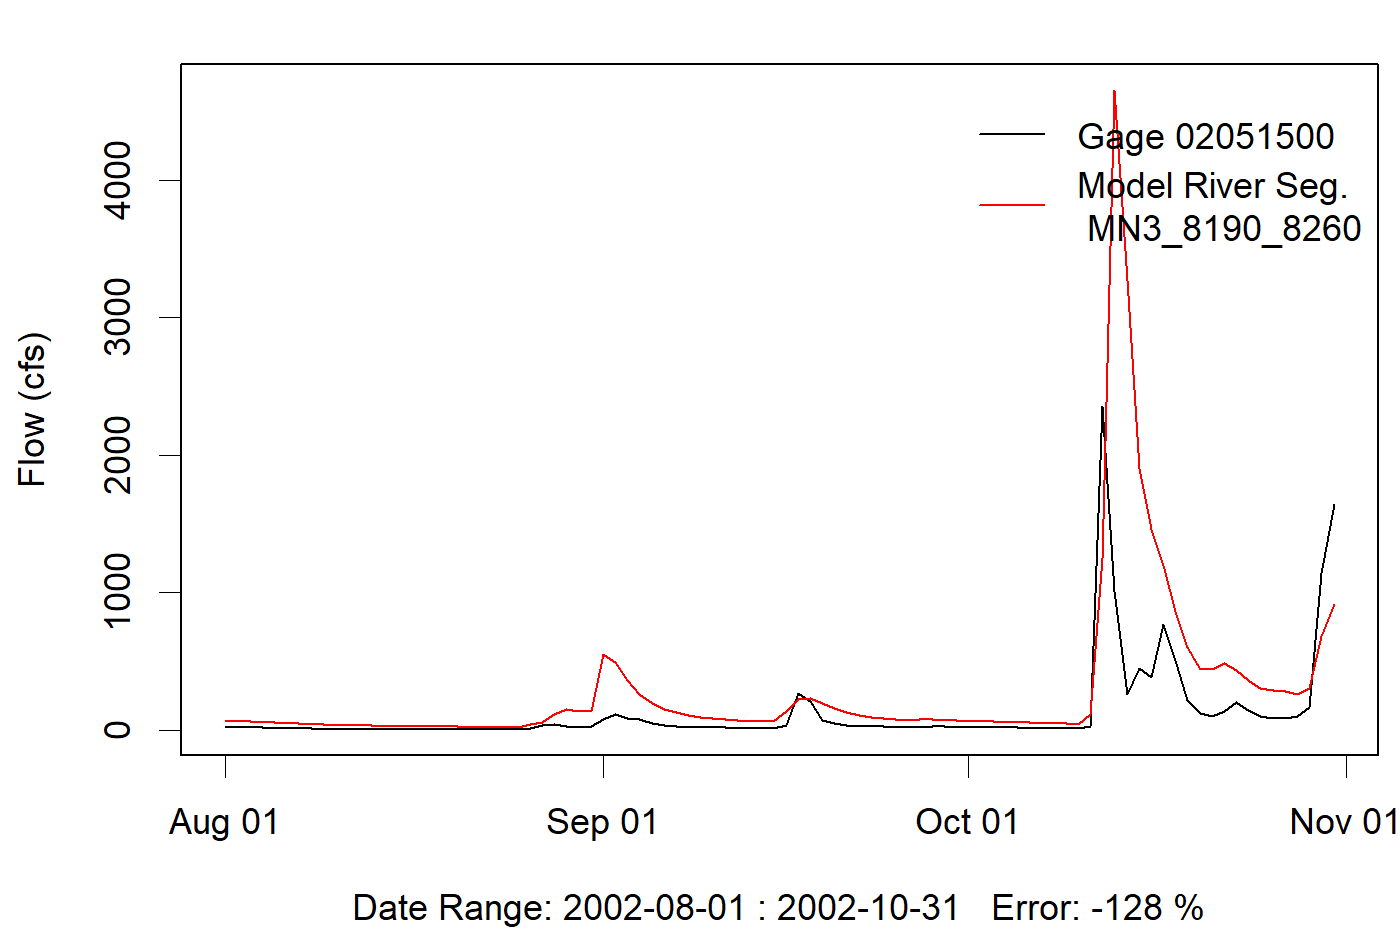 Gage 02051500
Model River Seg.
MN3_8190_8260
4000
3000
2000
1000
0
Flow (cfs)
Aug 01
Sep 01
Oct 01
Nov 01
Date Range: 2002-08-01 : 2002-10-31 Error: -128 %